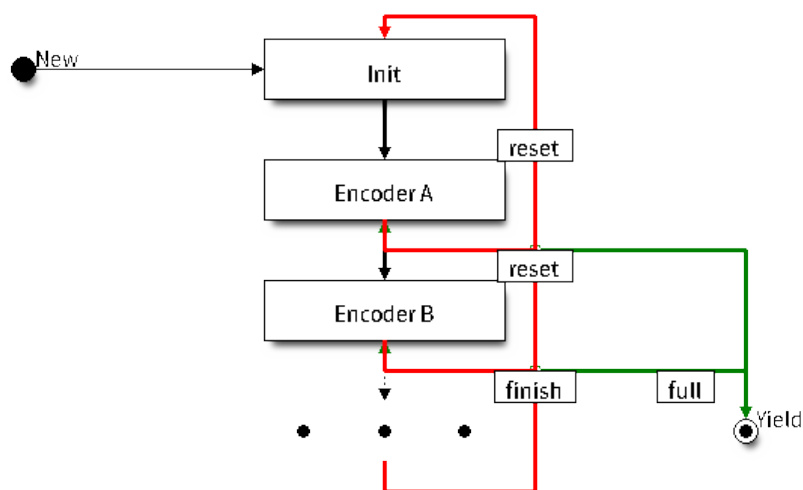 New
Init
reset
Encoder A
reset
Encoder B
finish
full
Yield